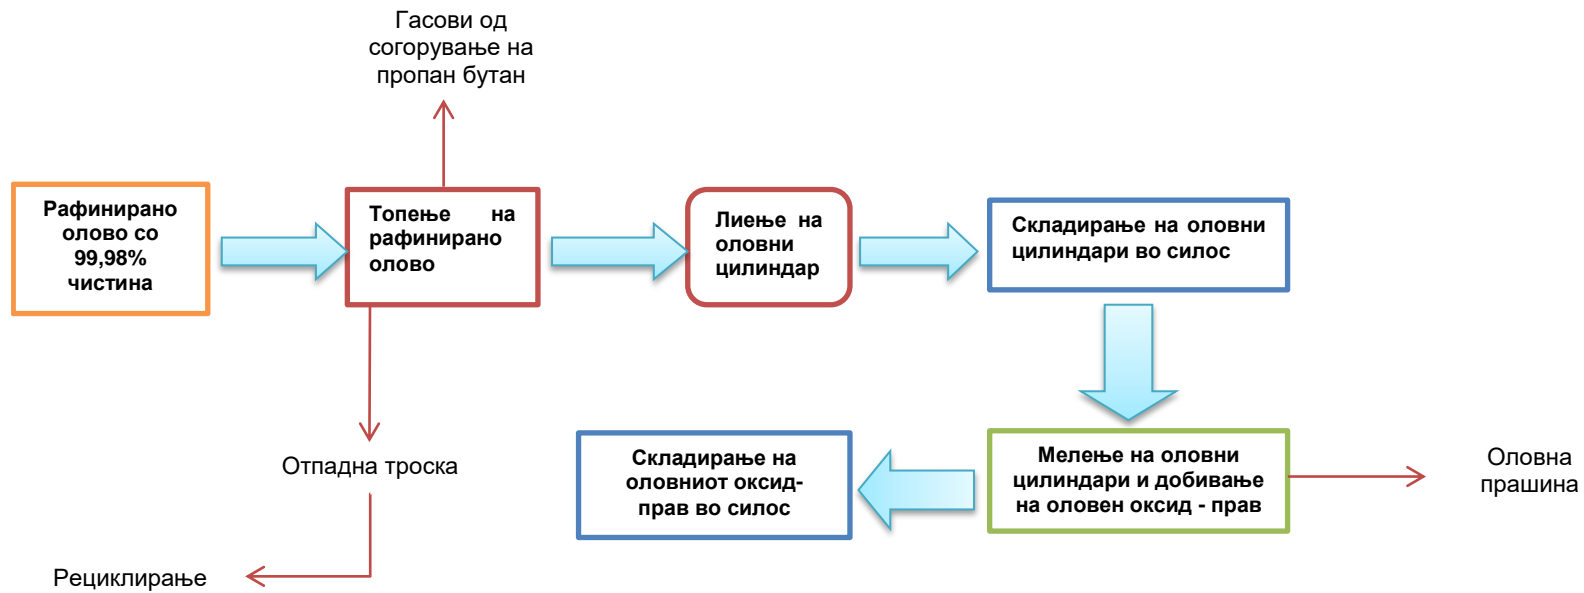 Гасови од
согорување на
пропан бутан
Рафинирано
олово со
99,98%
чистина
Топење на
рафинирано
олово
Лиење на
оловни
цилиндар
Складирање на оловни
цилиндари во силос
Отпадна троска
Рециклирање
Складирање на
оловниот оксид-
прав во силос
Мелење на оловни
цилиндари и добивање
на оловен оксид - прав
Оловна
прашина